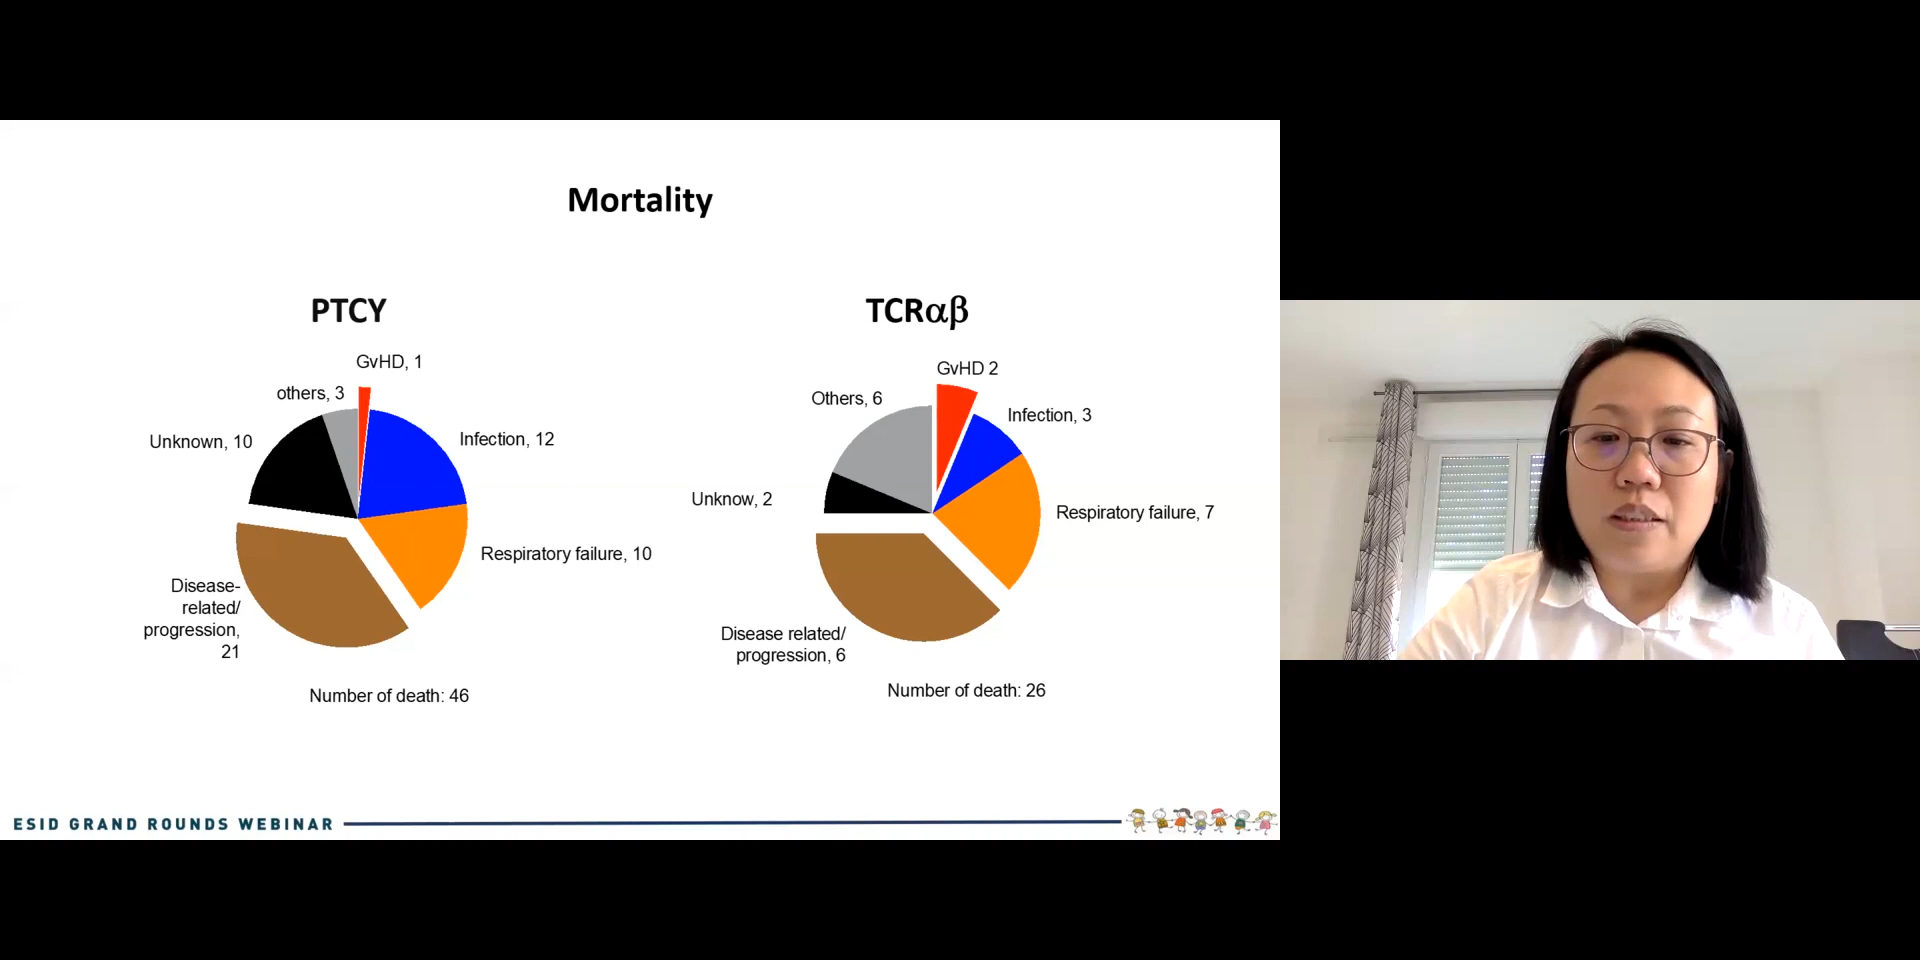 Mortality
PTCY
GvHD, 1
others, 3
Unknown, 10
Infection, 12
Respiratory failure, 10
Disease-
related/
progression,
21
Number of death: 46
TCRαβ
GvHD 2
Others, 6
Infection, 3
Unknow, 2
Respiratory failure, 7
Disease related/
progression, 6
Number of death: 26
ESID GRAND ROUNDS WEBINAR